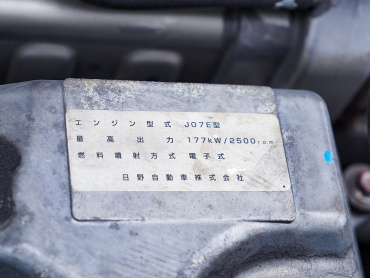 エンジン型式 J07E型
最高出力 177kW/2500r.p.m
燃料噴射方式 電子式
日野自動車株式会社